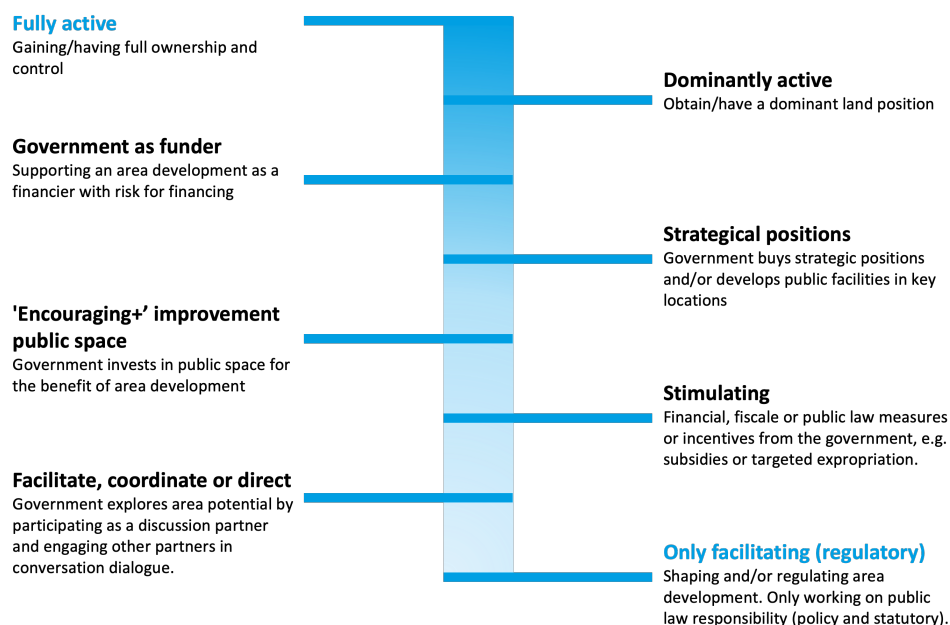 Fully active
Gaining/having full ownership and
control
Dominantly active
Obtain/have a dominant land position
Government as funder
Supporting an area development as a
financier with risk for financing
Strategical positions
Government buys strategic positions
and/or develops public facilities in key
locations
'Encouraging+’ improvement
public space
Government invests in public space for
the benefit of area development
Stimulating
Financial, fiscale or public law measures
or incentives from the government, e.g.
subsidies or targeted expropriation.
Facilitate, coordinate or direct
Government explores area potential by
participating as a discussion partner
and engaging other partners in
conversation dialogue.
Only facilitating (regulatory)
Shaping and/or regulating area
development. Only working on public
law responsibility (policy and statutory).